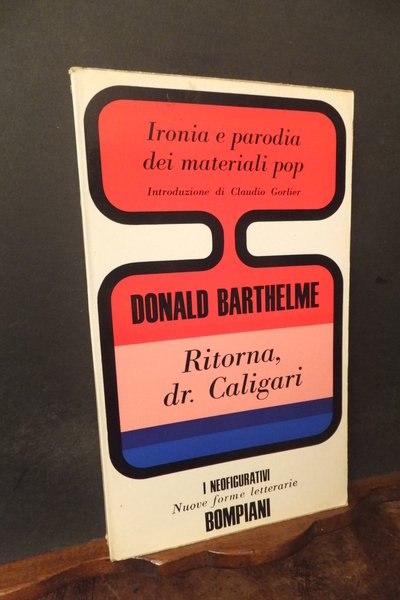 Ironia e parodia
dei materiali pop
Introduzione di Claudio Gorlier
DONALD BARTHELME
Ritorna,
dr. Caligari
I NEOFIGURATIVI
Nuove forme letterarie
BOMPIANI